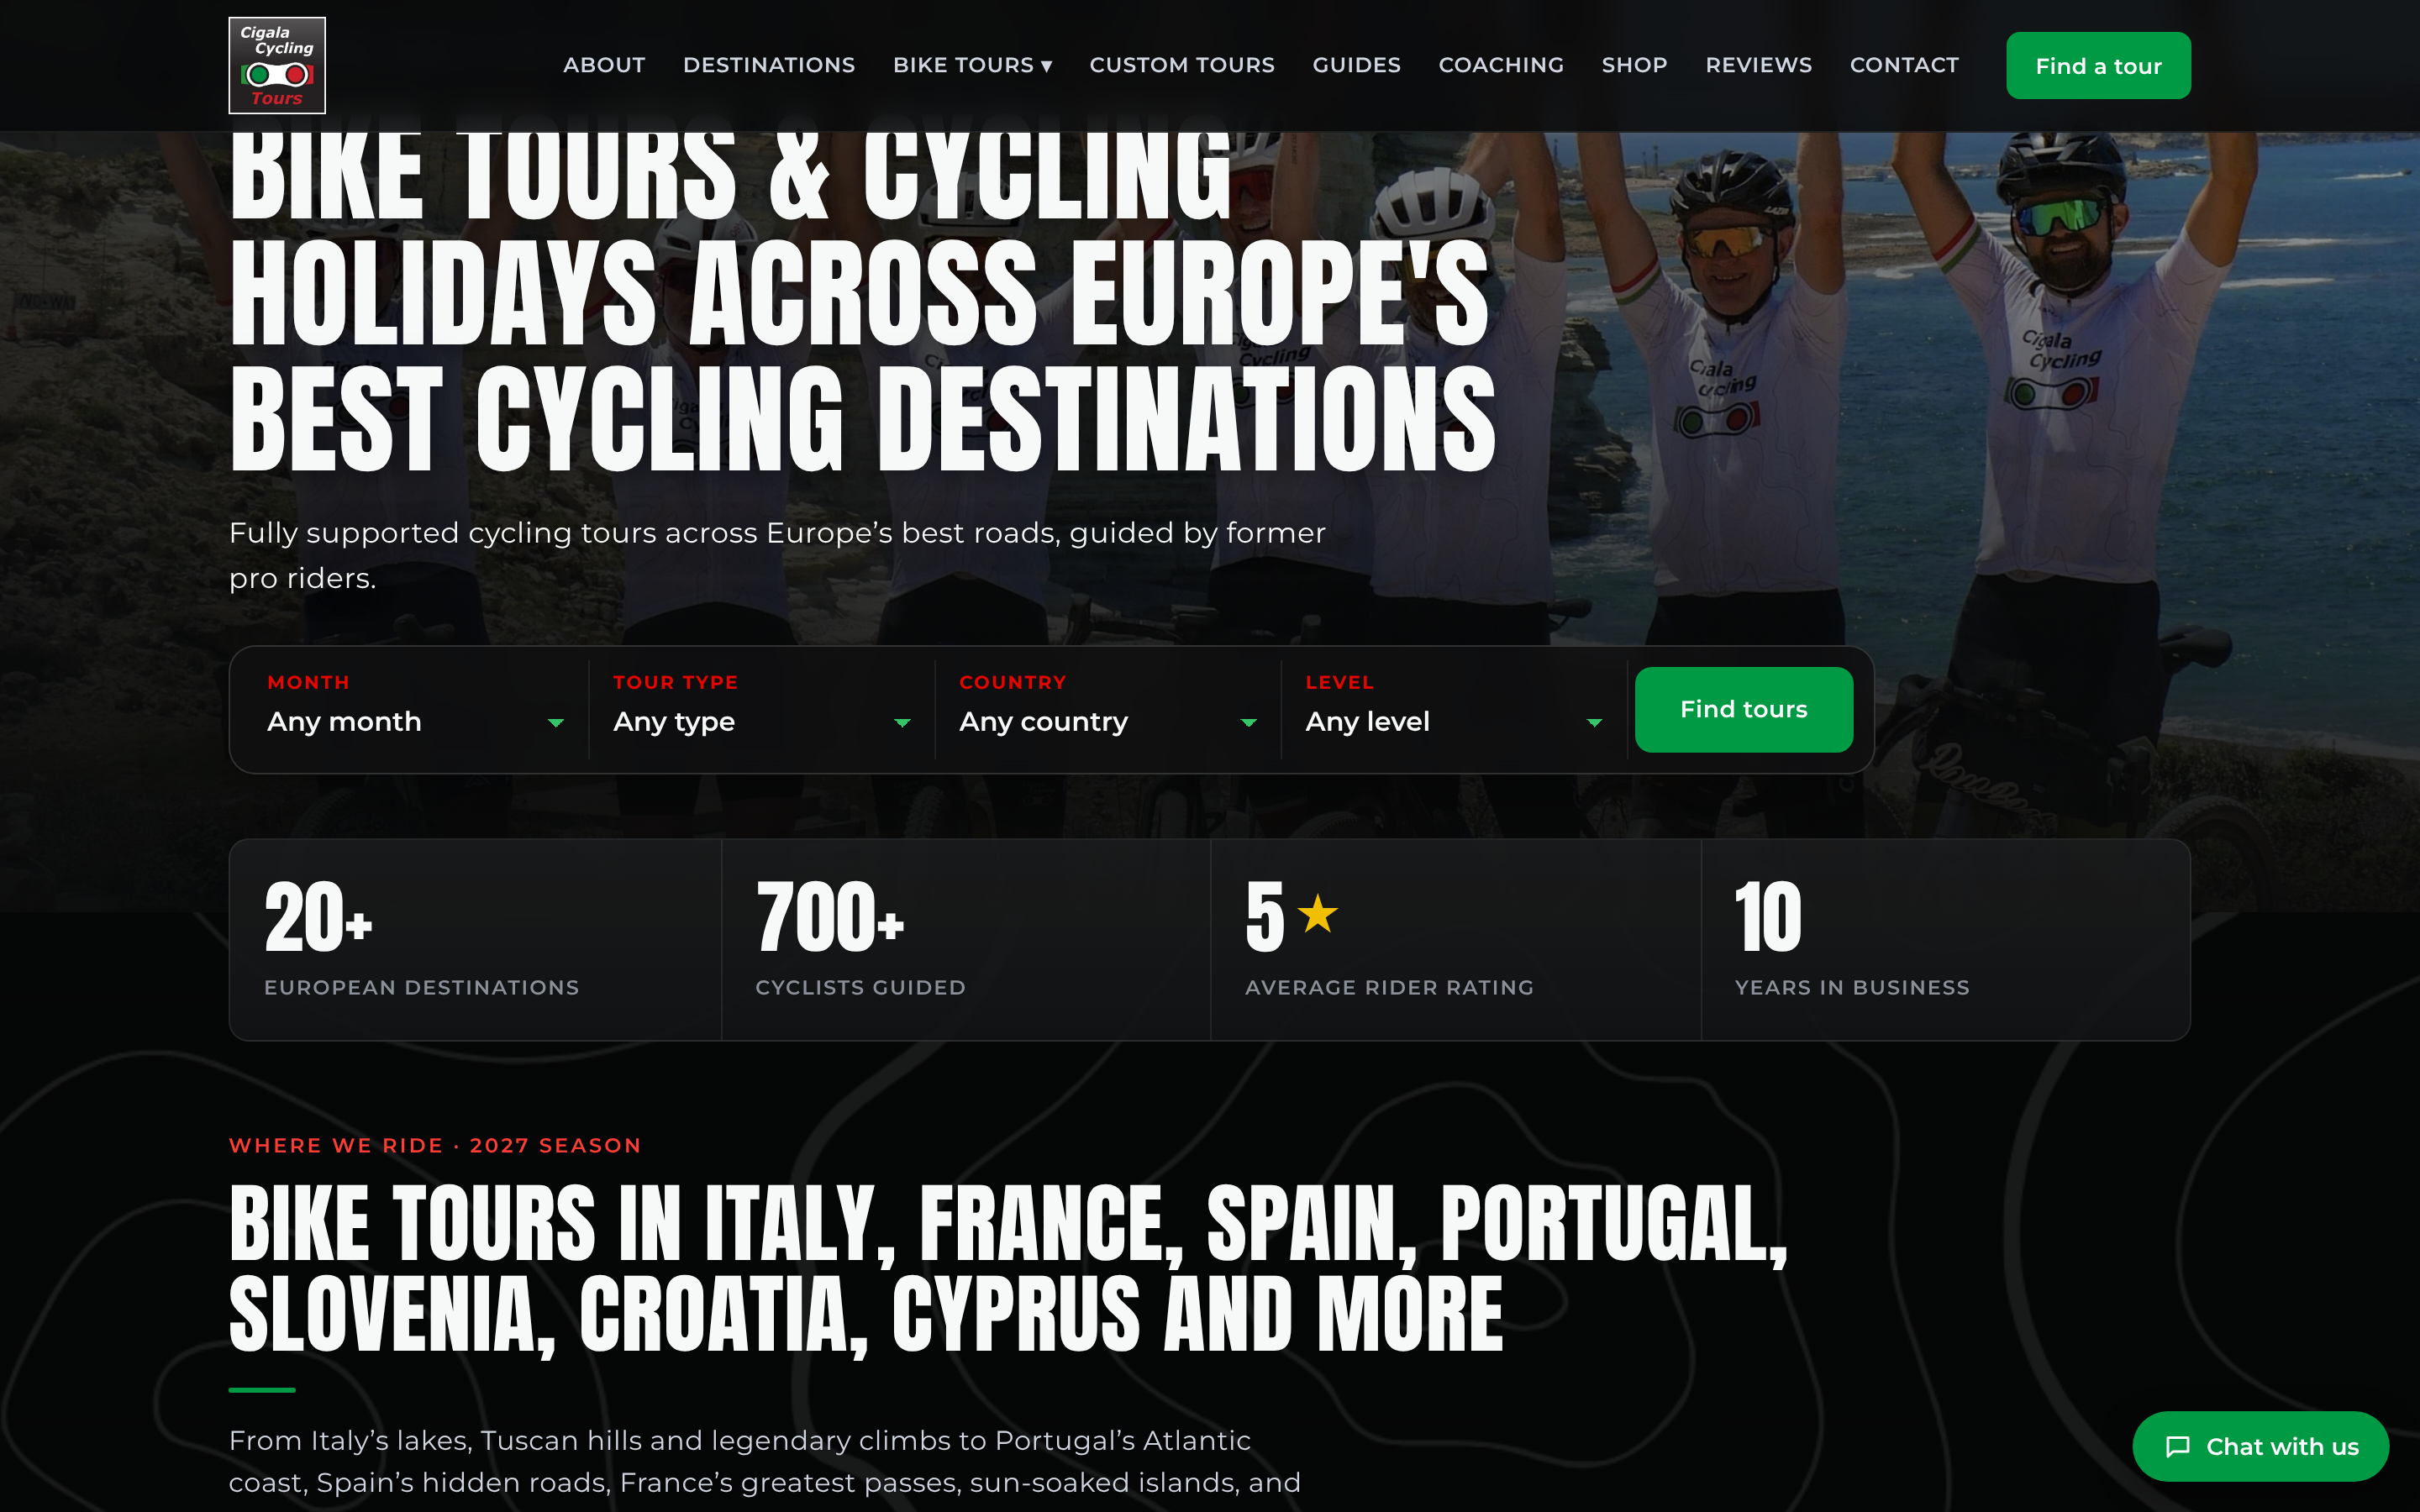 Cigala
Cycling
Tours
ABOUT DESTINATIONS BIKE TOURS ▾ CUSTOM TOURS GUIDES COACHING SHOP REVIEWS CONTACT Find a tour
BIKE TOURS & CYCLING
HOLIDAYS ACROSS EUROPE'S
BEST CYCLING DESTINATIONS
Cigala
Cycling
Fully supported cycling tours across Europe’s best roads, guided by former
pro riders.
MONTH TOUR TYPE COUNTRY LEVEL
Any month Any type Any country Any level Find tours
20+ 700+ 5 ★ 10
EUROPEAN DESTINATIONS CYCLISTS GUIDED AVERAGE RIDER RATING YEARS IN BUSINESS
WHERE WE RIDE · 2027 SEASON
BIKE TOURS IN ITALY, FRANCE, SPAIN, PORTUGAL,
SLOVENIA, CROATIA, CYPRUS AND MORE
From Italy’s lakes, Tuscan hills and legendary climbs to Portugal’s Atlantic
coast, Spain’s hidden roads, France’s greatest passes, sun-soaked islands, and
Chat with us